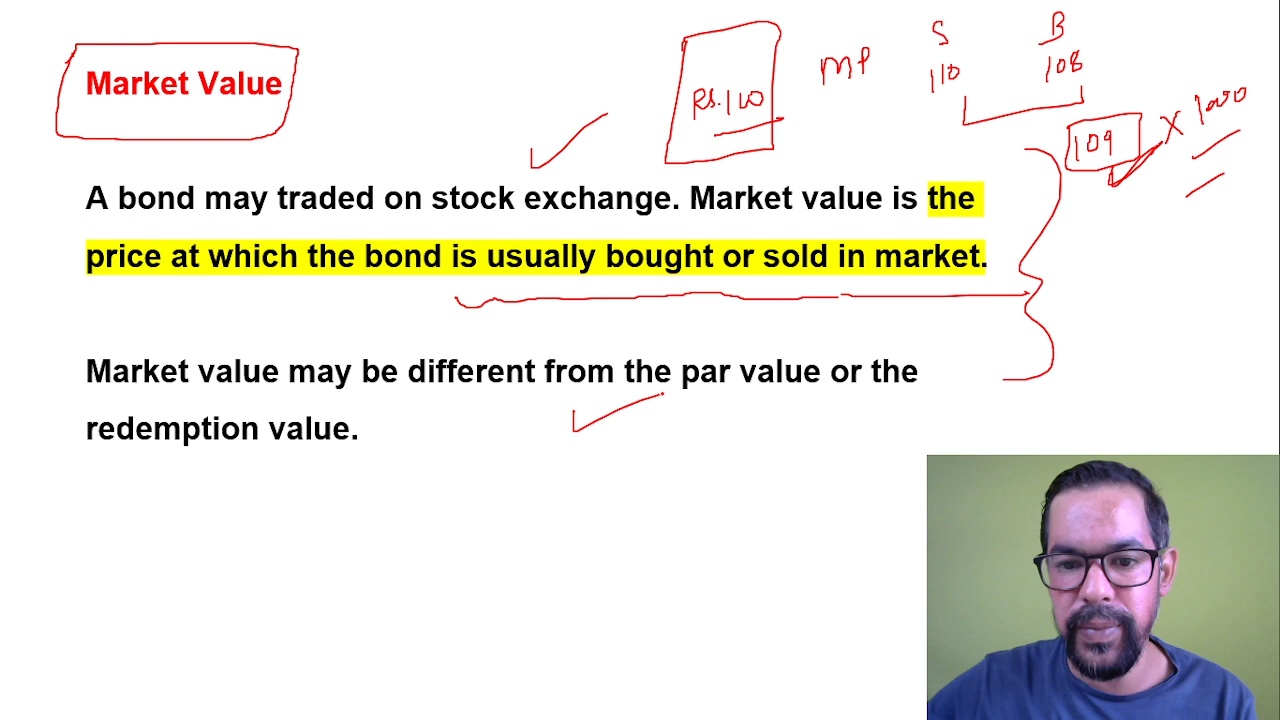 S B
MP 110 108
Rs.110
109 × 1000
Market Value
A bond may traded on stock exchange. Market value is the
price at which the bond is usually bought or sold in market.
Market value may be different from the par value or the
redemption value.